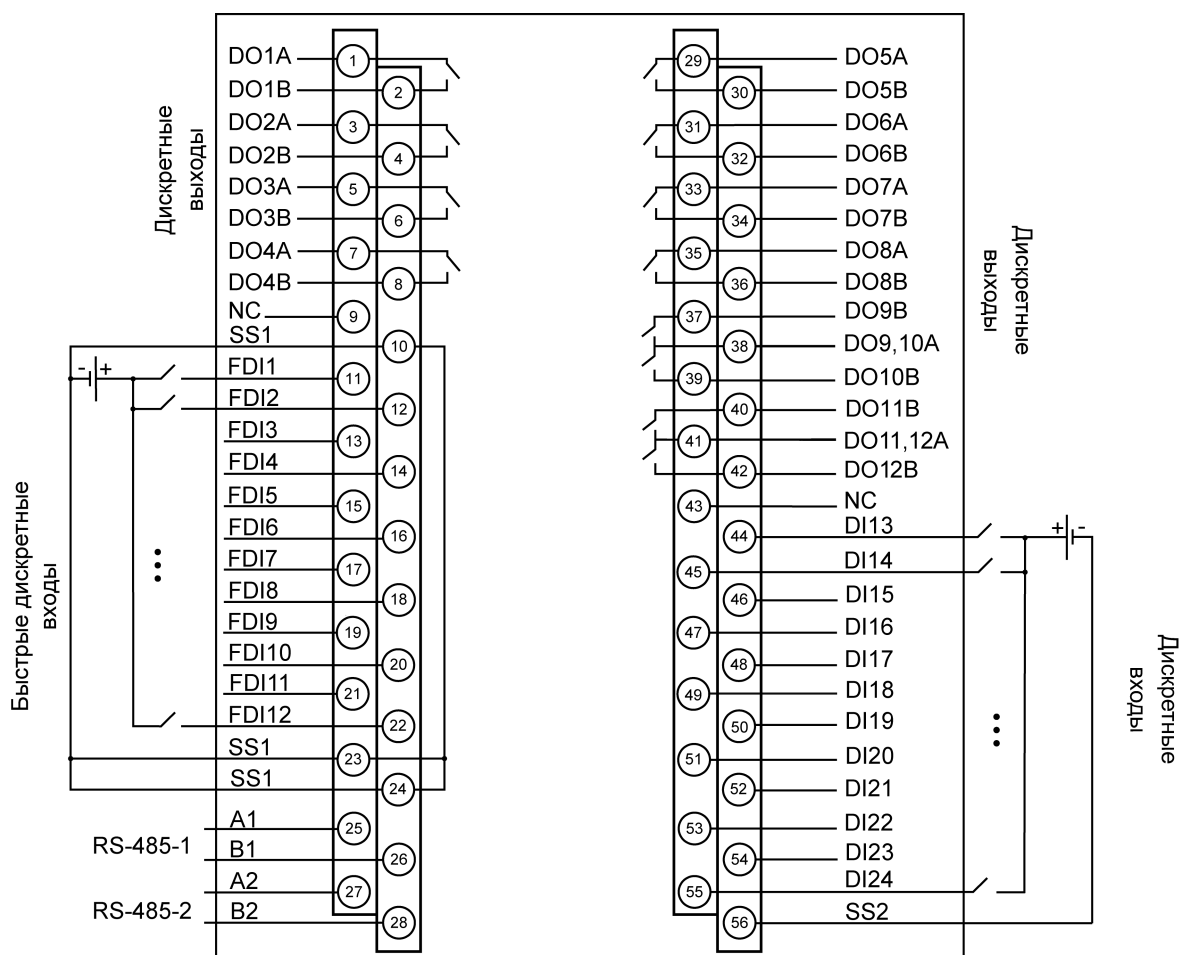 Дискретные
выходы
DO1A 1
DO1B 2
DO2A 3
DO2B 4
DO3A 5
DO3B 6
DO4A 7
DO4B 8
NC 9
SS1 10
- +
FDI1 11
FDI2 12
FDI3 13
FDI4 14
FDI5 15
FDI6 16
FDI7 17
FDI8 18
FDI9 19
FDI10 20
FDI11 21
FDI12 22
SS1 23
SS1 24
Быстрые дискретные
входы
RS-485-1
A1 25
B1 26
RS-485-2
A2 27
B2 28
29 DO5A
30 DO5B
31 DO6A
32 DO6B
33 DO7A
34 DO7B
35 DO8A
36 DO8B
37 DO9B
38 DO9,10A
39 DO10B
40 DO11B
41 DO11,12A
42 DO12B
43 NC
Дискретные
выходы
44 DI13
+ -
45 DI14
46 DI15
47 DI16
48 DI17
49 DI18
50 DI19
51 DI20
52 DI21
53 DI22
54 DI23
55 DI24
56 SS2
Дискретные
входы